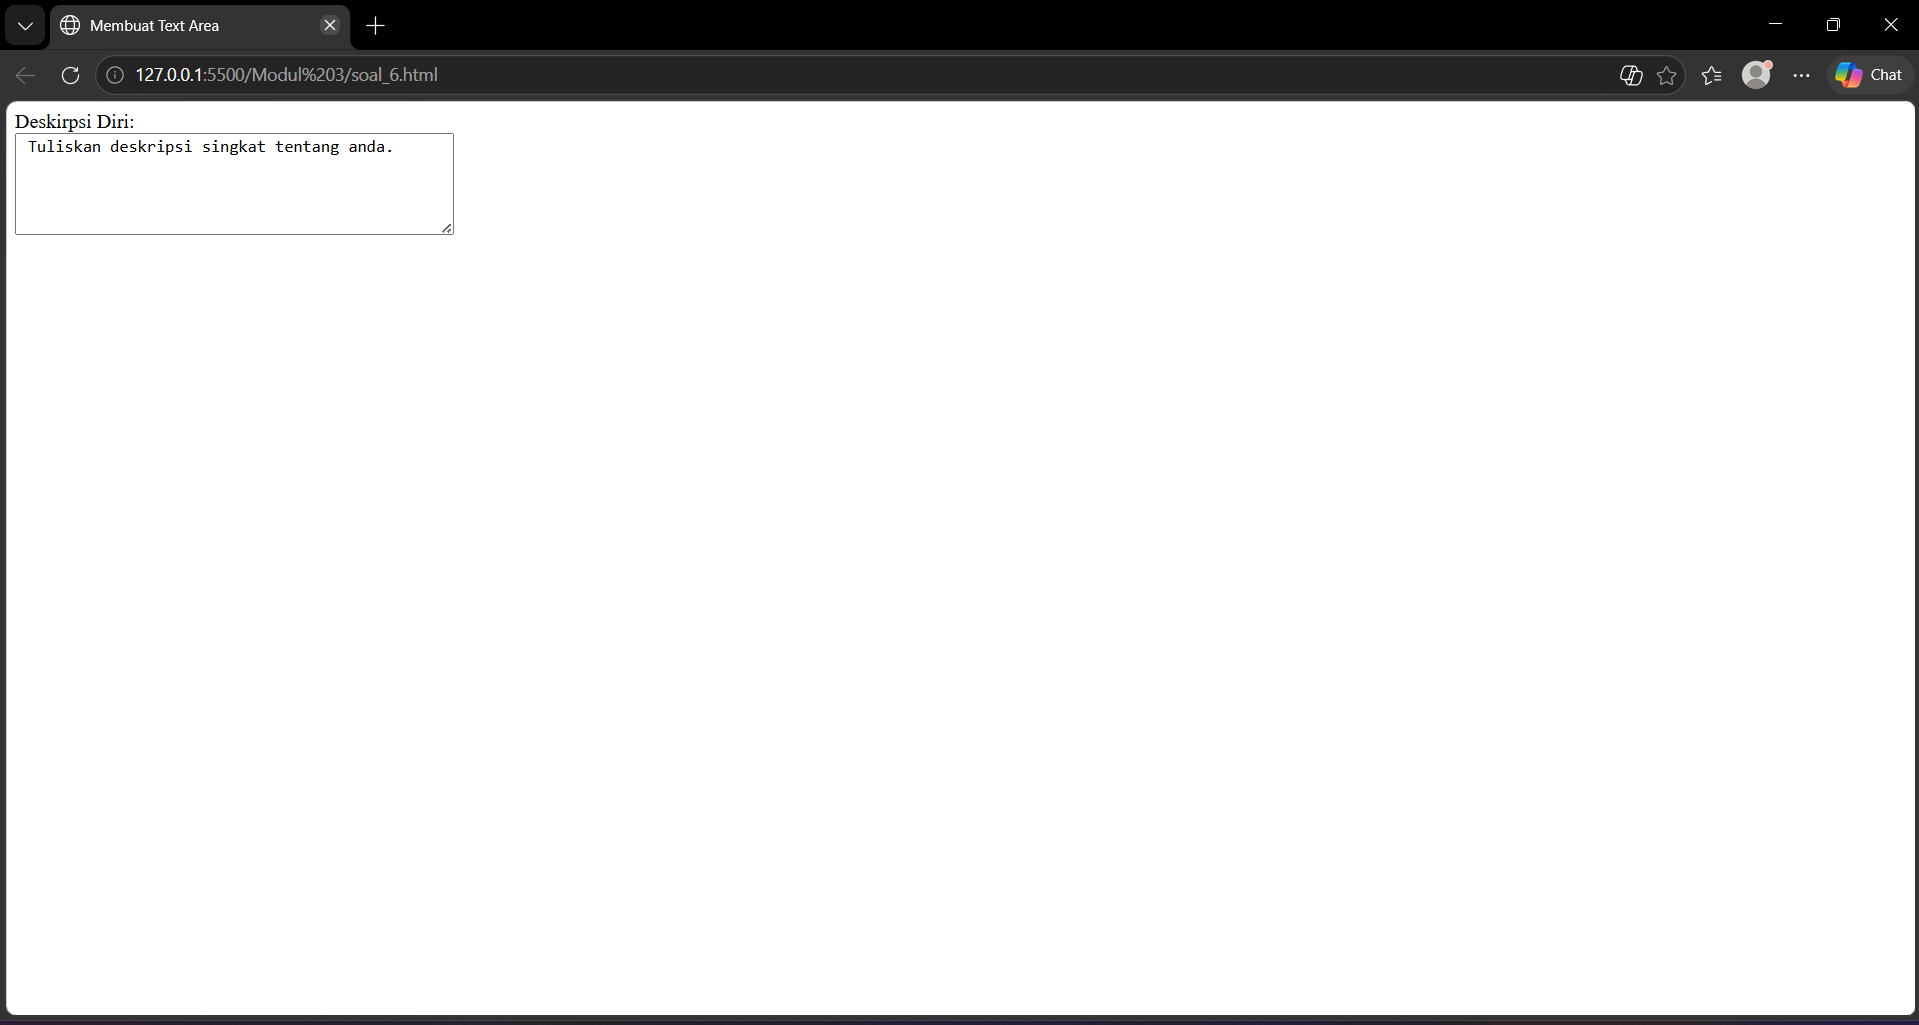 Membuat Text Area
127.0.0.1:5500/Modul%203/soal_6.html
Chat
Deskirpsi Diri:
Tuliskan deskripsi singkat tentang anda.